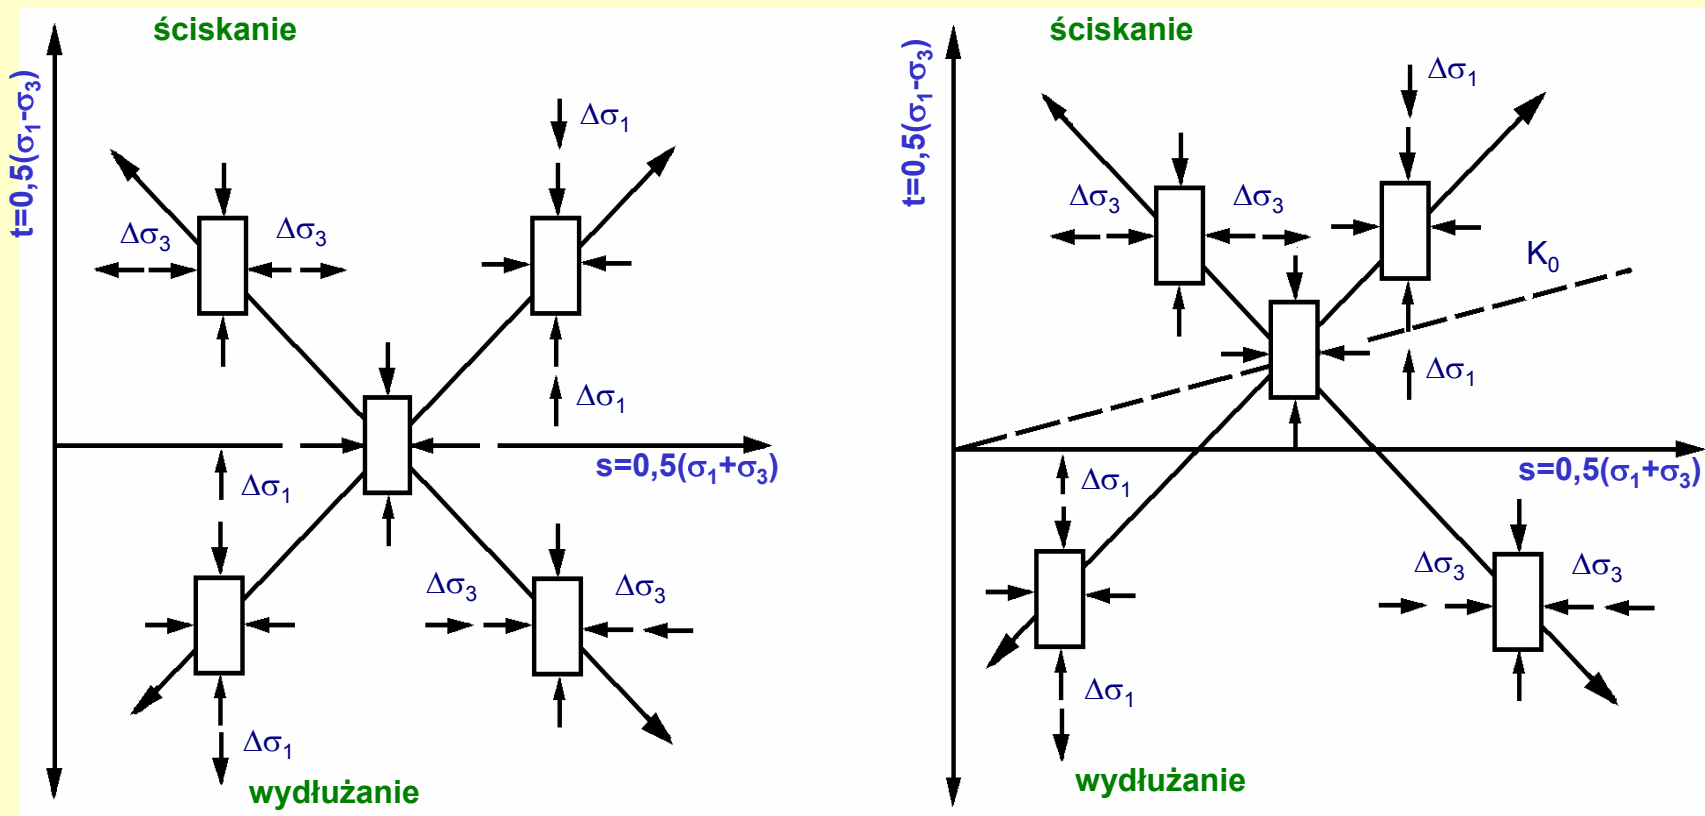 ściskanie
t=0,5(σ₁-σ₃)
Δσ₁
Δσ₃
Δσ₃
Δσ₁
s=0,5(σ₁+σ₃)
Δσ₁
Δσ₃
Δσ₃
Δσ₁
wydłużanie
ściskanie
t=0,5(σ₁-σ₃)
Δσ₁
Δσ₃
Δσ₃
K₀
Δσ₁
s=0,5(σ₁+σ₃)
Δσ₁
Δσ₃
Δσ₃
Δσ₁
wydłużanie